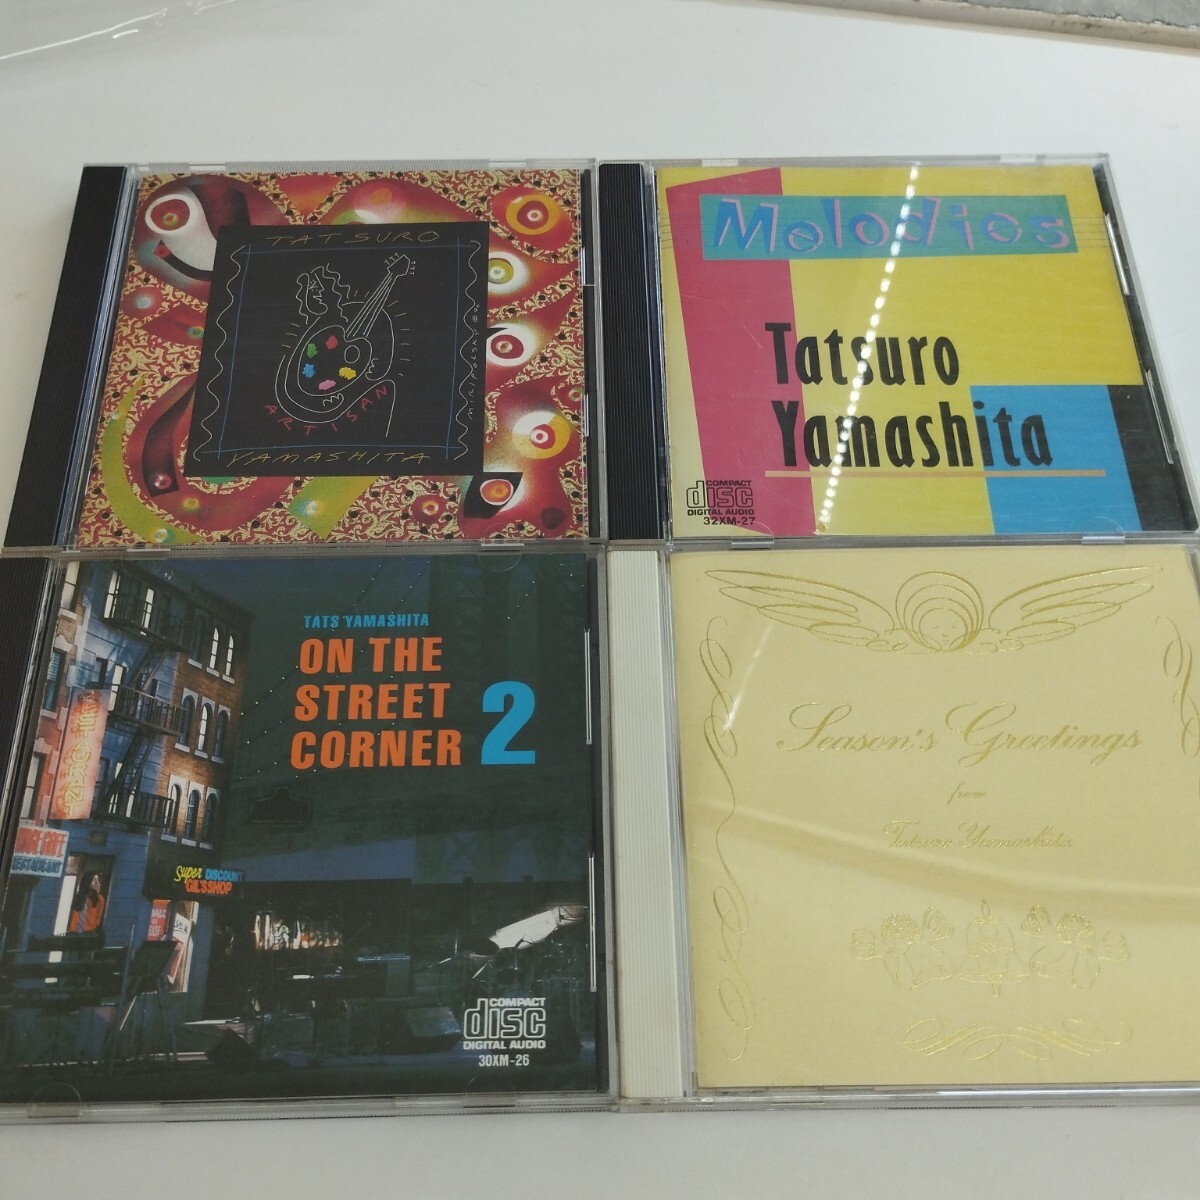 TATSURO
ARTISAN
YAMASHITA
Melodies
Tatsuro
Yamashita
COMPACT
disc
DIGITAL AUDIO
32XM-27
TATS YAMASHITA
ON THE
STREET
CORNER 2
RESTAURANT
Super DISCOUNT
GIL'S SHOP
COMPACT
disc
DIGITAL AUDIO
30XM-26
Season's Greetings
from
Tatsuro Yamashita